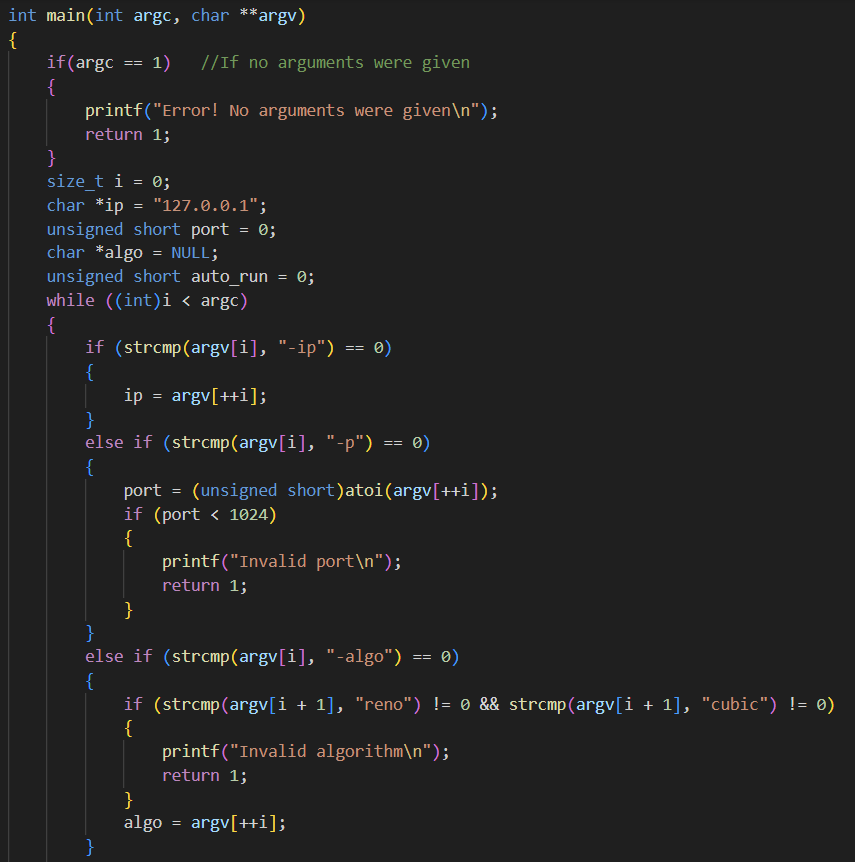 int main(int argc, char **argv)
{
    if(argc == 1)   //If no arguments were given
    {
        printf("Error! No arguments were given\n");
        return 1;
    }
    size_t i = 0;
    char *ip = "127.0.0.1";
    unsigned short port = 0;
    char *algo = NULL;
    unsigned short auto_run = 0;
    while ((int)i < argc)
    {
        if (strcmp(argv[i], "-ip") == 0)
        {
            ip = argv[++i];
        }
        else if (strcmp(argv[i], "-p") == 0)
        {
            port = (unsigned short)atoi(argv[++i]);
            if (port < 1024)
            {
                printf("Invalid port\n");
                return 1;
            }
        }
        else if (strcmp(argv[i], "-algo") == 0)
        {
            if (strcmp(argv[i + 1], "reno") != 0 && strcmp(argv[i + 1], "cubic") != 0)
            {
                printf("Invalid algorithm\n");
                return 1;
            }
            algo = argv[++i];
        }